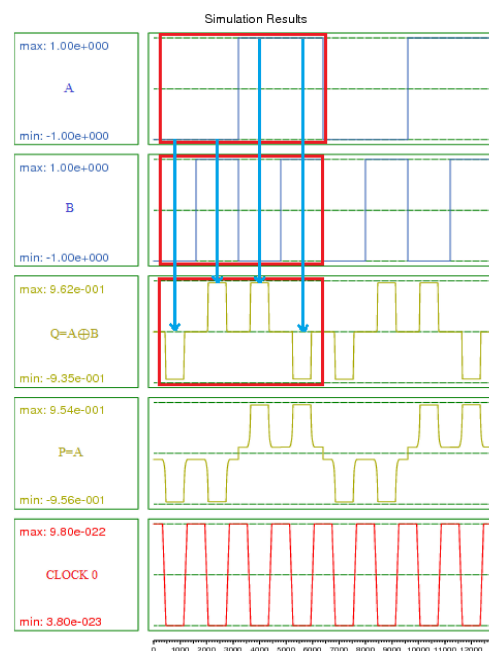 Simulation Results
max: 1.00e+000
A
min: -1.00e+000
max: 1.00e+000
B
min: -1.00e+000
max: 9.62e-001
Q=A⊕B
min: -9.35e-001
max: 9.54e-001
P=A
min: -9.56e-001
max: 9.80e-022
CLOCK 0
min: 3.80e-023
0 1000 2000 3000 4000 5000 6000 7000 8000 9000 10000 11000 12000